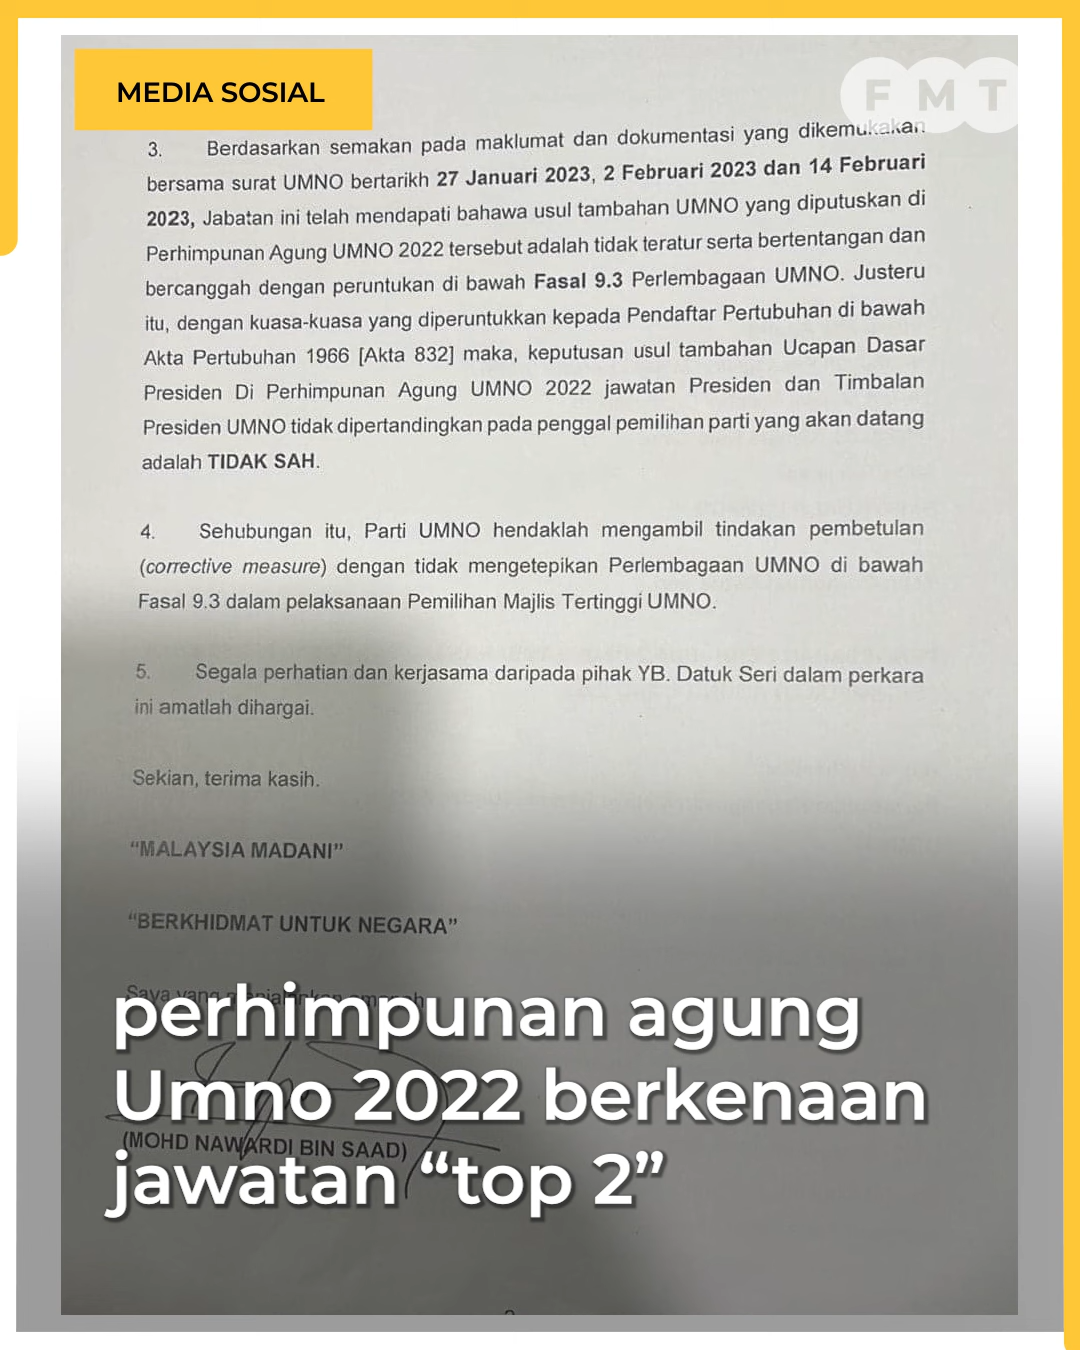 MEDIA SOSIAL
FMT
3. Berdasarkan semakan pada maklumat dan dokumentasi yang dikemukakan
bersama surat UMNO bertarikh 27 Januari 2023, 2 Februari 2023 dan 14 Februari
2023, Jabatan ini telah mendapati bahawa usul tambahan UMNO yang diputuskan di
Perhimpunan Agung UMNO 2022 tersebut adalah tidak teratur serta bertentangan dan
bercanggah dengan peruntukan di bawah Fasal 9.3 Perlembagaan UMNO. Justeru
itu, dengan kuasa-kuasa yang diperuntukkan kepada Pendaftar Pertubuhan di bawah
Akta Pertubuhan 1966 [Akta 832] maka, keputusan usul tambahan Ucapan Dasar
Presiden Di Perhimpunan Agung UMNO 2022 jawatan Presiden dan Timbalan
Presiden UMNO tidak dipertandingkan pada penggal pemilihan parti yang akan datang
adalah TIDAK SAH.
4. Sehubungan itu, Parti UMNO hendaklah mengambil tindakan pembetulan
(corrective measure) dengan tidak mengetepikan Perlembagaan UMNO di bawah
Fasal 9.3 dalam pelaksanaan Pemilihan Majlis Tertinggi UMNO.
5. Segala perhatian dan kerjasama daripada pihak YB. Datuk Seri dalam perkara
ini amatlah dihargai.
Sekian, terima kasih.
“MALAYSIA MADANI”
“BERKHIDMAT UNTUK NEGARA”
Saya yang menjalankan amanah
perhimpunan agung
Umno 2022 berkenaan
(MOHD NAWARDI BIN SAAD)
jawatan “top 2”